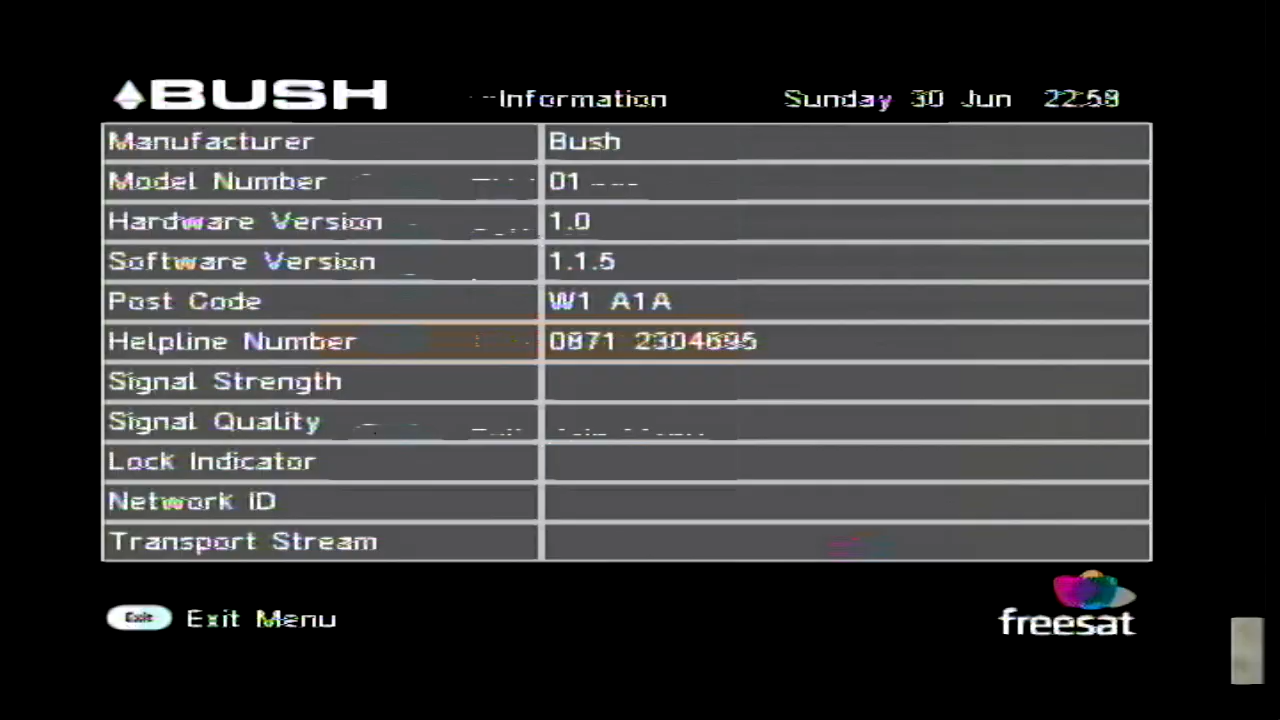 BUSH Information Sunday 30 Jun 22:59
Manufacturer Bush
Model Number 01
Hardware Version 1.0
Software Version 1.1.5
Post Code W1 A1A
Helpline Number 0871 2304695
Signal Strength
Signal Quality
Lock Indicator
Network ID
Transport Stream
Exit Exit Menu
freesat